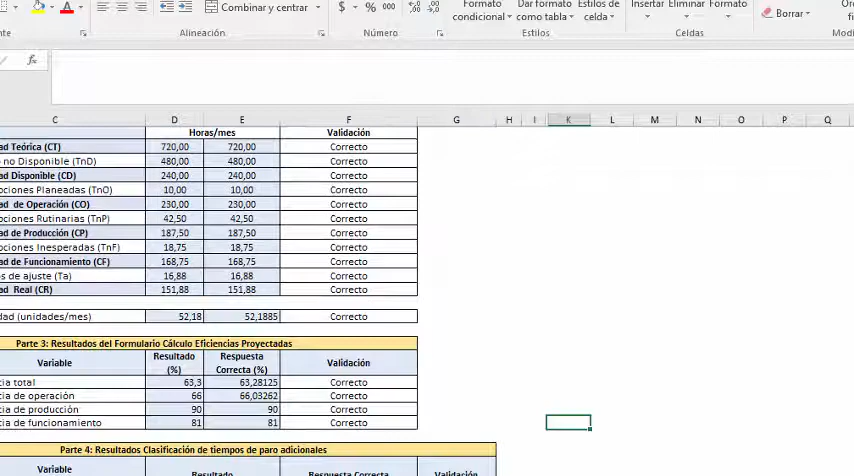 Combinar y centrar
$ % 000
Formato condicional
Dar formato como tabla
Estilos de celda
Insertar Eliminar Formato
Borrar
Alineación
Número
Estilos
Celdas
fx
C D E F G H I K L M N O P Q
Horas/mes Validación
ad Teórica (CT) 720,00 720,00 Correcto
no Disponible (TnD) 480,00 480,00 Correcto
ad Disponible (CD) 240,00 240,00 Correcto
pciones Planeadas (TnO) 10,00 10,00 Correcto
ad de Operación (CO) 230,00 230,00 Correcto
pciones Rutinarias (TnP) 42,50 42,50 Correcto
ad de Producción (CP) 187,50 187,50 Correcto
pciones Inesperadas (TnF) 18,75 18,75 Correcto
ad de Funcionamiento (CF) 168,75 168,75 Correcto
s de ajuste (Ta) 16,88 16,88 Correcto
ad Real (CR) 151,88 151,88 Correcto
dad (unidades/mes) 52,18 52,1885 Correcto
Parte 3: Resultados del Formulario Cálculo Eficiencias Proyectadas
Variable Resultado (%) Respuesta Correcta (%) Validación
cia total 63,3 63,28125 Correcto
cia de operación 66 66,03262 Correcto
cia de producción 90 90 Correcto
cia de funcionamiento 81 81 Correcto
Parte 4: Resultados Clasificación de tiempos de paro adicionales
Variable Resultado Respuesta Correcta Validación